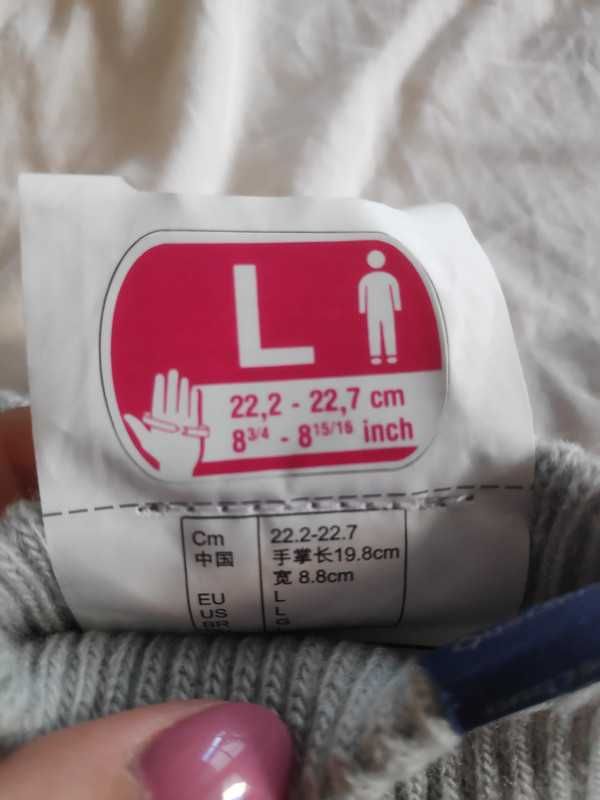 L
22,2 - 22,7 cm
8 3/4 - 8 15/16 inch
Cm 22.2-22.7
中国 手掌长19.8cm
宽 8.8cm
EU L
US L
BR G